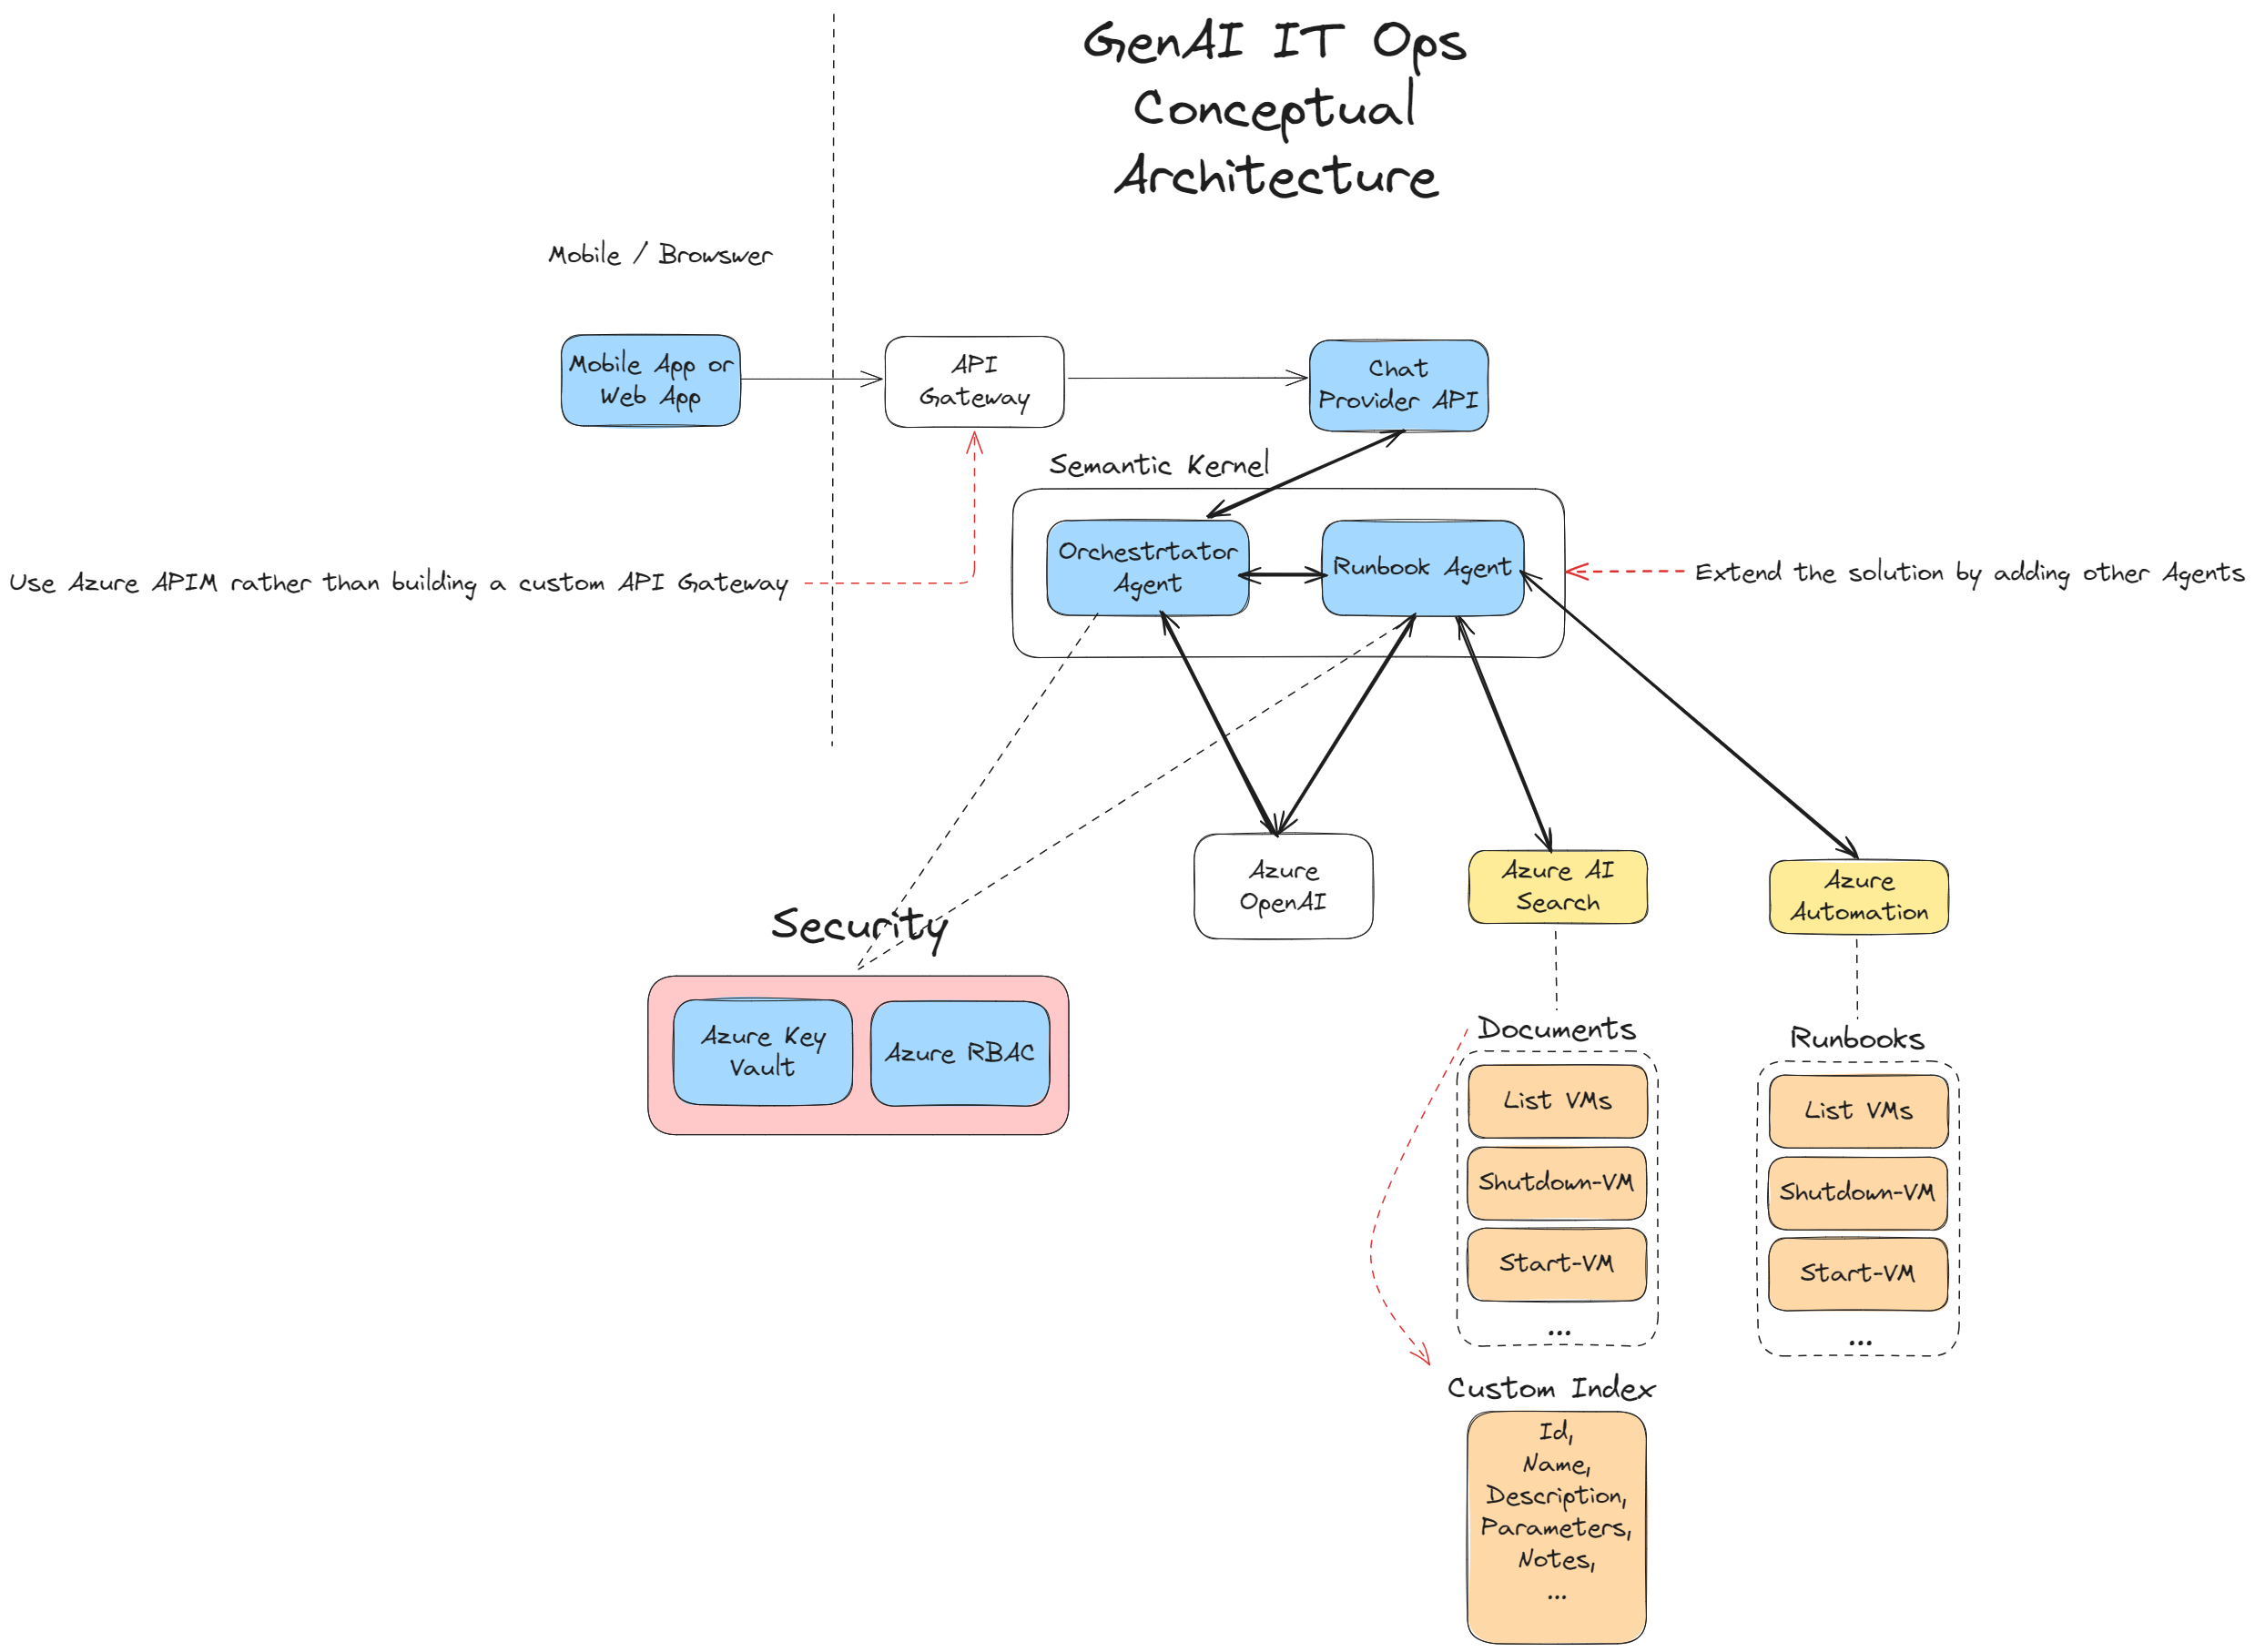 GenAI IT Ops
Conceptual
Architecture
Mobile / Browswer
Mobile App or
Web App
API
Gateway
Chat
Provider API
Semantic Kernel
Orchestrtator
Agent
Runbook Agent
Use Azure APIM rather than building a custom API Gateway
Extend the solution by adding other Agents
Azure
OpenAI
Azure AI
Search
Azure
Automation
Security
Azure Key
Vault
Azure RBAC
Documents
List VMs
Shutdown-VM
Start-VM
...
Runbooks
List VMs
Shutdown-VM
Start-VM
...
Custom Index
Id,
Name,
Description,
Parameters,
Notes,
...